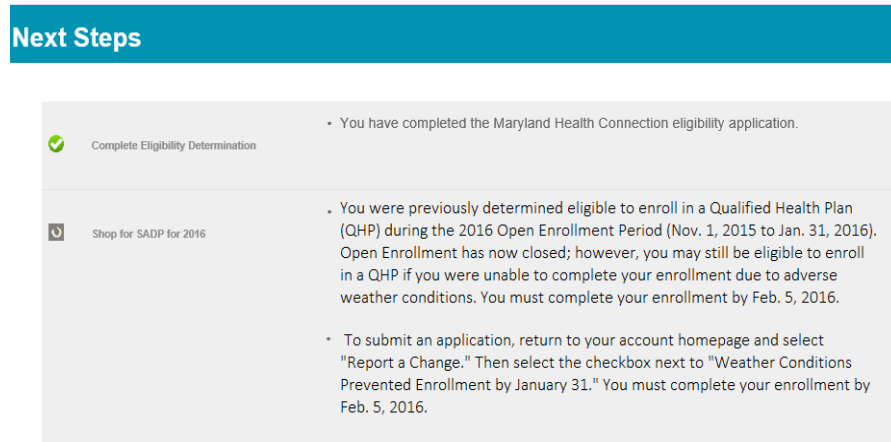 Next Steps
• You have completed the Maryland Health Connection eligibility application.
Complete Eligibility Determination
• You were previously determined eligible to enroll in a Qualified Health Plan
(QHP) during the 2016 Open Enrollment Period (Nov. 1, 2015 to Jan. 31, 2016).
Shop for SADP for 2016
Open Enrollment has now closed; however, you may still be eligible to enroll
in a QHP if you were unable to complete your enrollment due to adverse
weather conditions. You must complete your enrollment by Feb. 5, 2016.
• To submit an application, return to your account homepage and select
"Report a Change." Then select the checkbox next to "Weather Conditions
Prevented Enrollment by January 31." You must complete your enrollment by
Feb. 5, 2016.